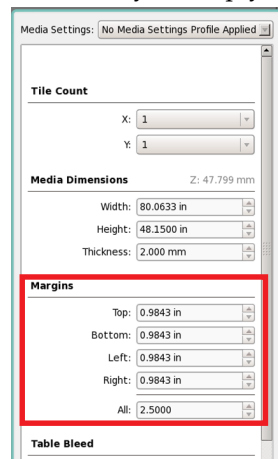 Media Settings: No Media Settings Profile Applied
Tile Count
X: 1
Y: 1
Media Dimensions Z: 47.799 mm
Width: 80.0633 in
Height: 48.1500 in
Thickness: 2.000 mm
Margins
Top: 0.9843 in
Bottom: 0.9843 in
Left: 0.9843 in
Right: 0.9843 in
All: 2.5000
Table Bleed